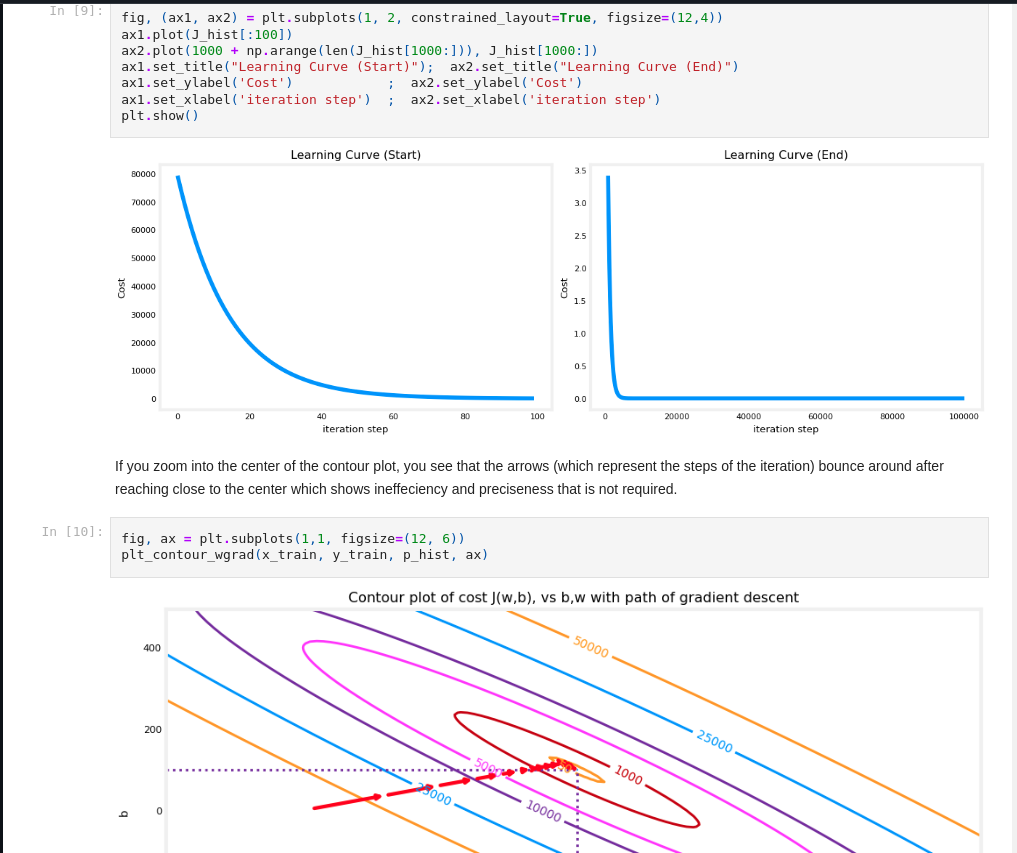 In [9]:
fig, (ax1, ax2) = plt.subplots(1, 2, constrained_layout=True, figsize=(12,4))
ax1.plot(J_hist[:100])
ax2.plot(1000 + np.arange(len(J_hist[1000:])), J_hist[1000:])
ax1.set_title("Learning Curve (Start)");  ax2.set_title("Learning Curve (End)")
ax1.set_ylabel('Cost')            ;  ax2.set_ylabel('Cost')
ax1.set_xlabel('iteration step')  ;  ax2.set_xlabel('iteration step')
plt.show()
Learning Curve (Start)
80000
70000
60000
50000
40000
30000
20000
10000
0
Cost
0 20 40 60 80 100
iteration step
Learning Curve (End)
3.5
3.0
2.5
2.0
1.5
1.0
0.5
0.0
Cost
0 20000 40000 60000 80000 100000
iteration step
If you zoom into the center of the contour plot, you see that the arrows (which represent the steps of the iteration) bounce around after
reaching close to the center which shows ineffeciency and preciseness that is not required.
In [10]:
fig, ax = plt.subplots(1,1, figsize=(12, 6))
plt_contour_wgrad(x_train, y_train, p_hist, ax)
Contour plot of cost J(w,b), vs b,w with path of gradient descent
400
200
0
b
50000
25000
1000
5000
25000
10000